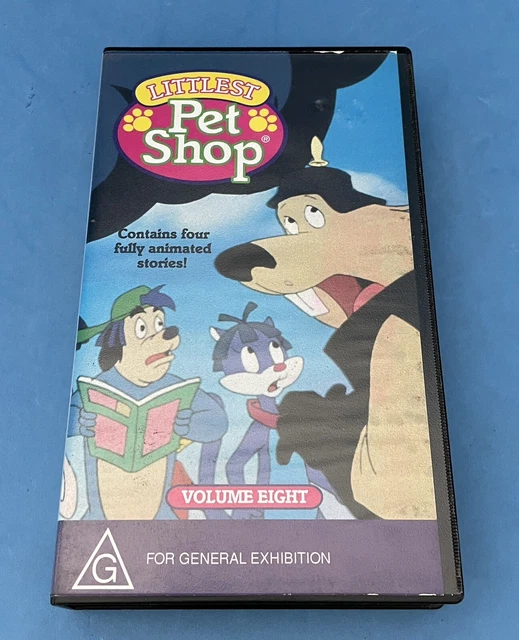 LITTLEST
Pet
Shop®
Contains four
fully animated
stories!
VOLUME EIGHT
G
FOR GENERAL EXHIBITION